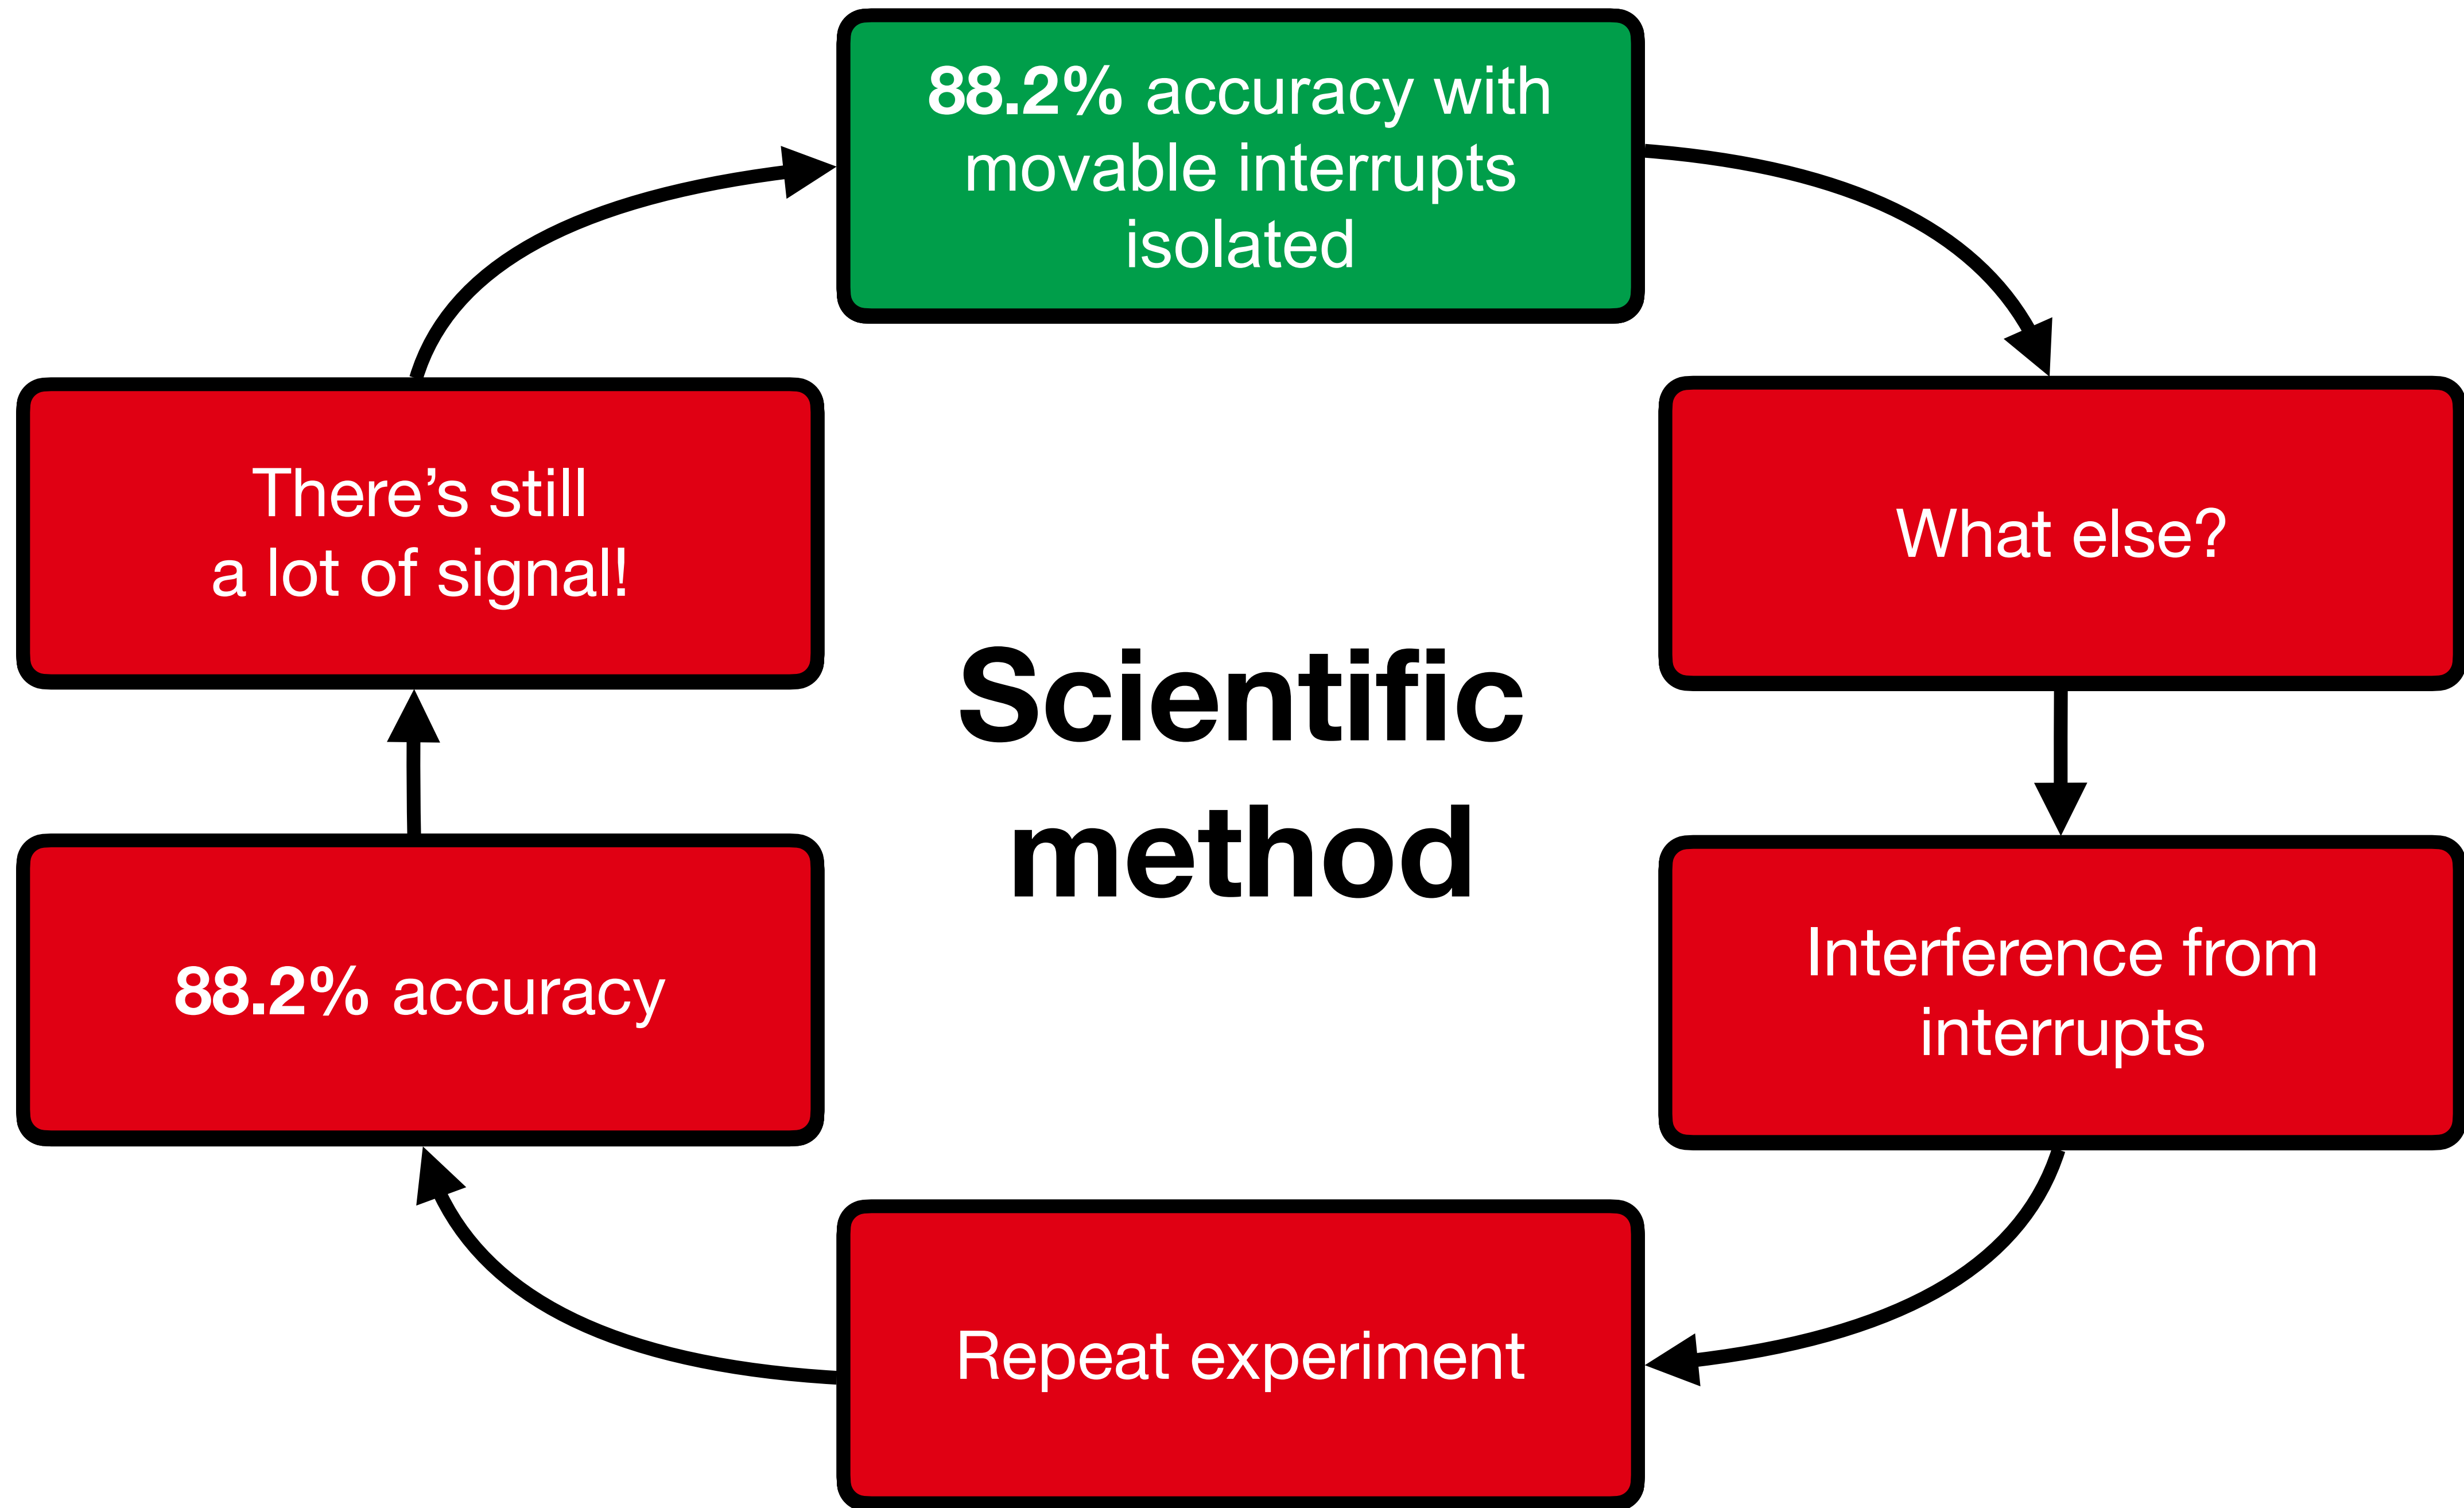 88.2% accuracy with
movable interrupts
isolated
What else?
Interference from
interrupts
Repeat experiment
88.2% accuracy
There’s still
a lot of signal!
Scientific
method